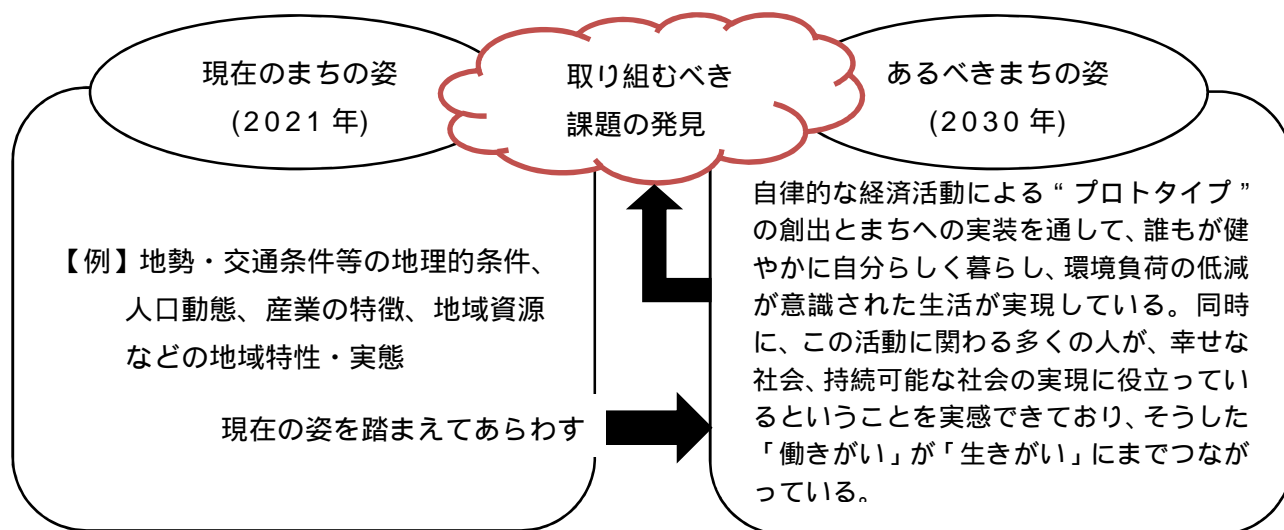 現在のまちの姿
(2021年)
取り組むべき
課題の発見
あるべきまちの姿
(2030年)
【例】地勢・交通条件等の地理的条件、
人口動態、産業の特徴、地域資源
などの地域特性・実態
現在の姿を踏まえてあらわす
自律的な経済活動による“プロトタイプ”
の創出とまちへの実装を通して、誰もが健
やかに自分らしく暮らし、環境負荷の低減
が意識された生活が実現している。同時
に、この活動に関わる多くの人が、幸せな
社会、持続可能な社会の実現に役立ってい
るということを実感できており、そうした
「働きがい」が「生きがい」にまでつなが
っている。